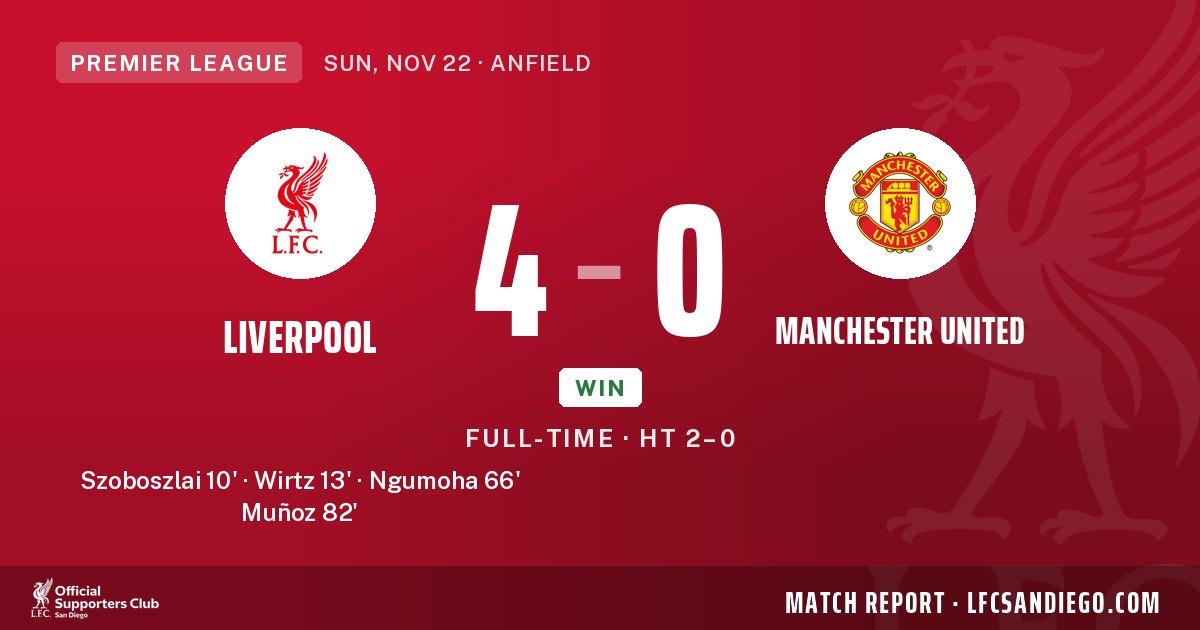 PREMIER LEAGUE SUN, NOV 22 · ANFIELD
L.F.C.
MANCHESTER
UNITED
®
4 – 0
LIVERPOOL
MANCHESTER UNITED
WIN
FULL-TIME · HT 2–0
Szoboszlai 10' · Wirtz 13' · Ngumoha 66'
Muñoz 82'
L.F.C.
Official
Supporters Club
San Diego
MATCH REPORT · LFCSANDIEGO.COM